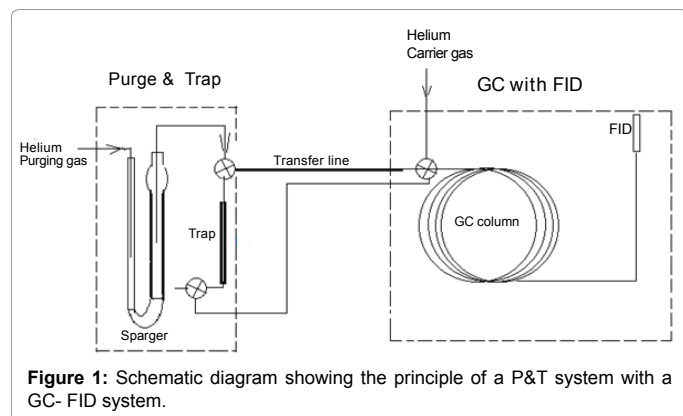 Helium
Carrier gas
Purge & Trap
GC with FID
Helium
Purging gas
FID
Transfer line
Trap
GC column
Sparger
Figure 1: Schematic diagram showing the principle of a P&T system with a
GC- FID system.